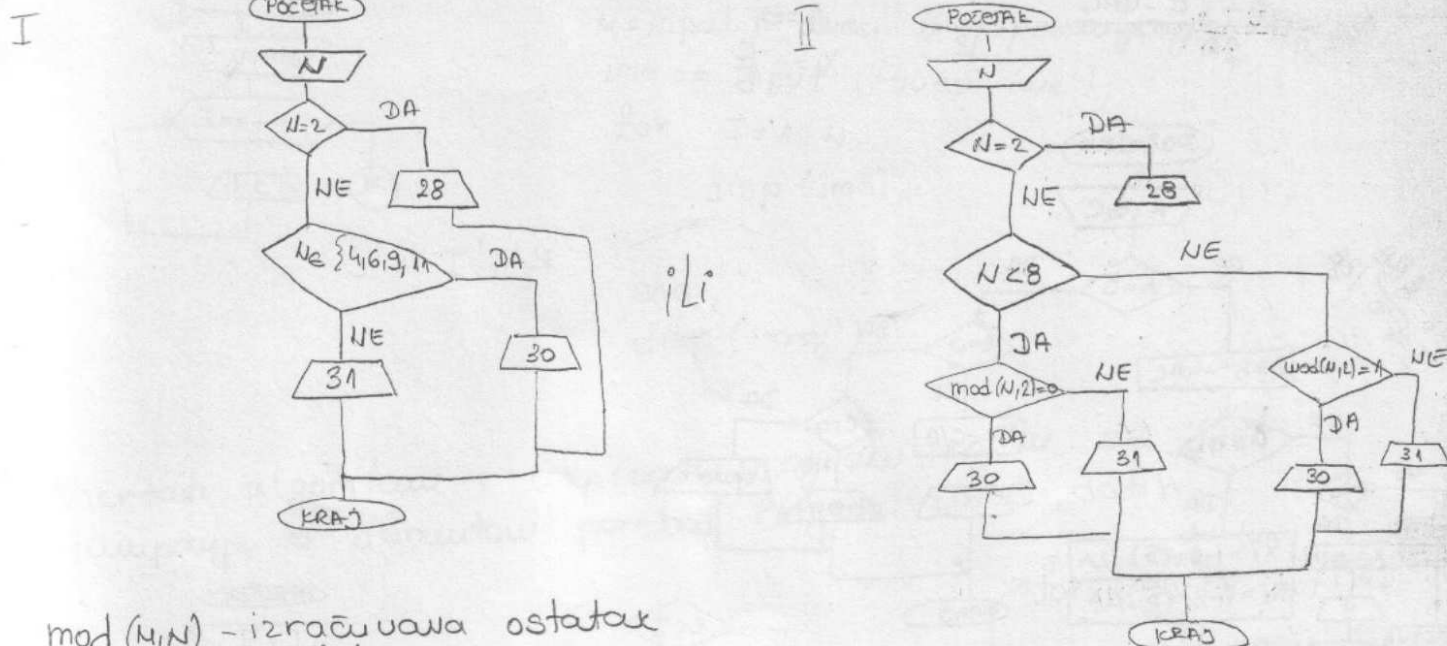 I
POČETAK
N
N=2
DA
NE
28
N∈{4,6,9,11
DA
NE
30
31
KRAJ
ili
II
POČETAK
N
N=2
DA
NE
28
N<8
NE
DA
mod(N,2)=0
NE
DA
30
31
mod(N,2)=1
NE
DA
30
31
KRAJ
mod (M,N) - izračunava ostatak